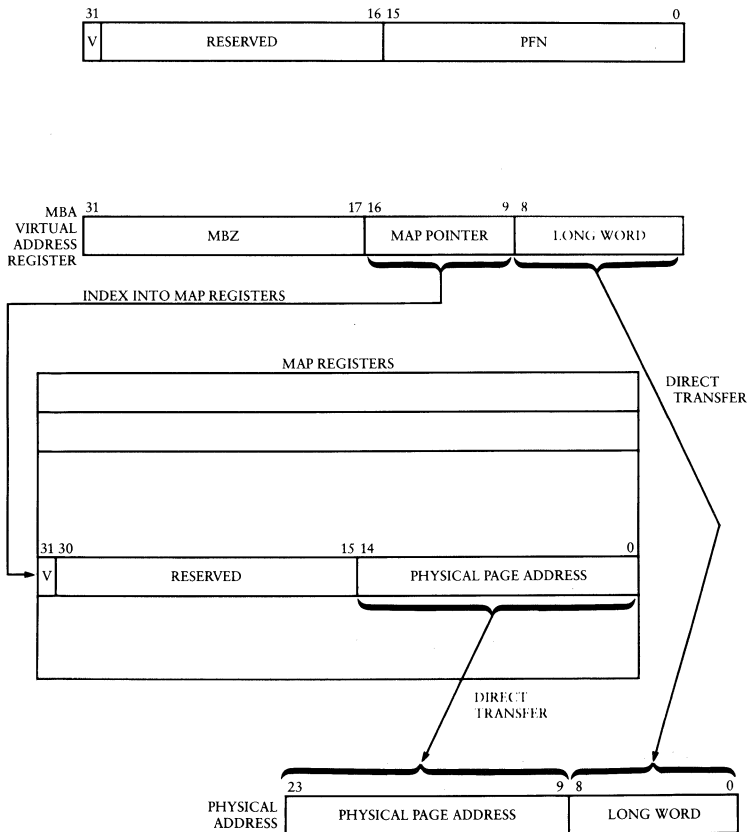 31 16 15 0
V RESERVED PFN
31 17 16 9 8
MBA
VIRTUAL
ADDRESS
REGISTER
MBZ MAP POINTER LONG WORD
INDEX INTO MAP REGISTERS
MAP REGISTERS
DIRECT
TRANSFER
31 30 15 14 0
V RESERVED PHYSICAL PAGE ADDRESS
DIRECT
TRANSFER
23 9 8 0
PHYSICAL
ADDRESS
PHYSICAL PAGE ADDRESS LONG WORD